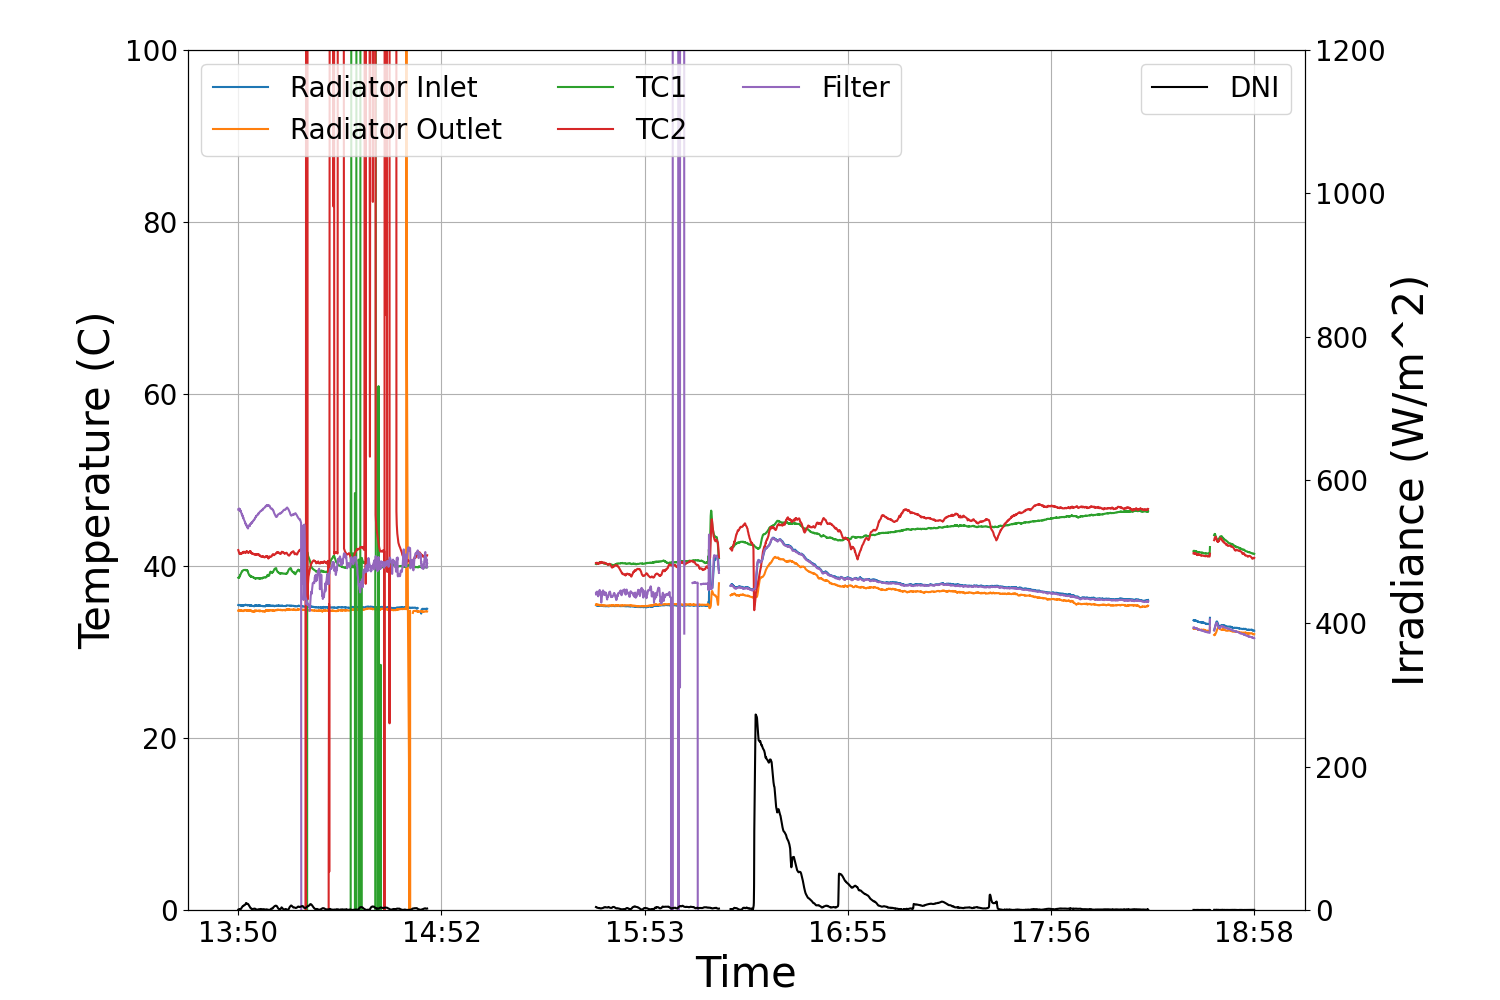 Radiator Inlet
Radiator Outlet
TC1
TC2
Filter
DNI
100
80
60
40
20
0
Temperature (C)
1200
1000
800
600
400
200
0
Irradiance (W/m^2)
13:50 14:52 15:53 16:55 17:56 18:58
Time